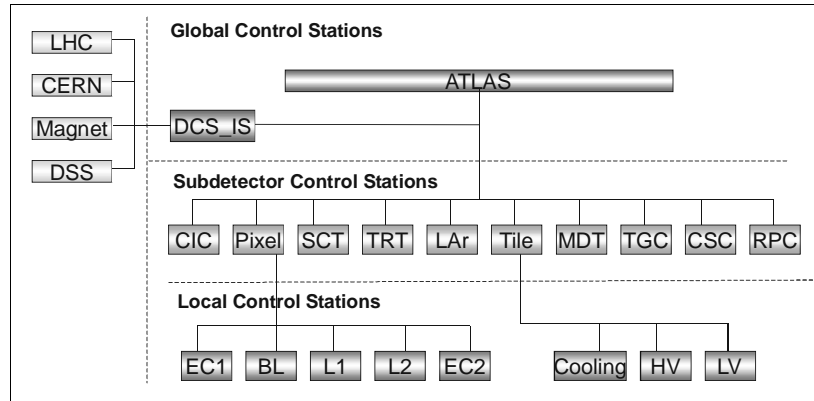 Global Control Stations
LHC
CERN
Magnet
DSS
ATLAS
DCS_IS
Subdetector Control Stations
CIC Pixel SCT TRT LAr Tile MDT TGC CSC RPC
Local Control Stations
EC1 BL L1 L2 EC2 Cooling HV LV